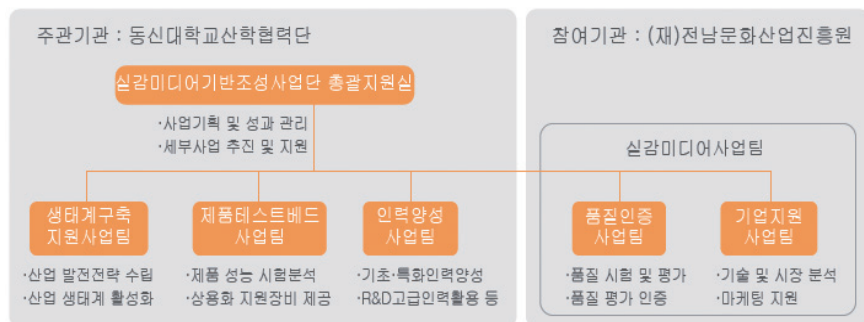 주관기관 : 동신대학교산학협력단
참여기관 : (재)전남문화산업진흥원
실감미디어기반조성사업단 총괄지원실
·사업기획 및 성과 관리
·세부사업 추진 및 지원
실감미디어사업팀
생태계구축
지원사업팀
·산업 발전전략 수립
·산업 생태계 활성화
제품테스트베드
사업팀
·제품 성능 시험분석
·상용화 지원장비 제공
인력양성
사업팀
·기초·특화인력양성
·R&D고급인력활용 등
품질인증
사업팀
·품질 시험 및 평가
·품질 평가 인증
기업지원
사업팀
·기술 및 시장 분석
·마케팅 지원